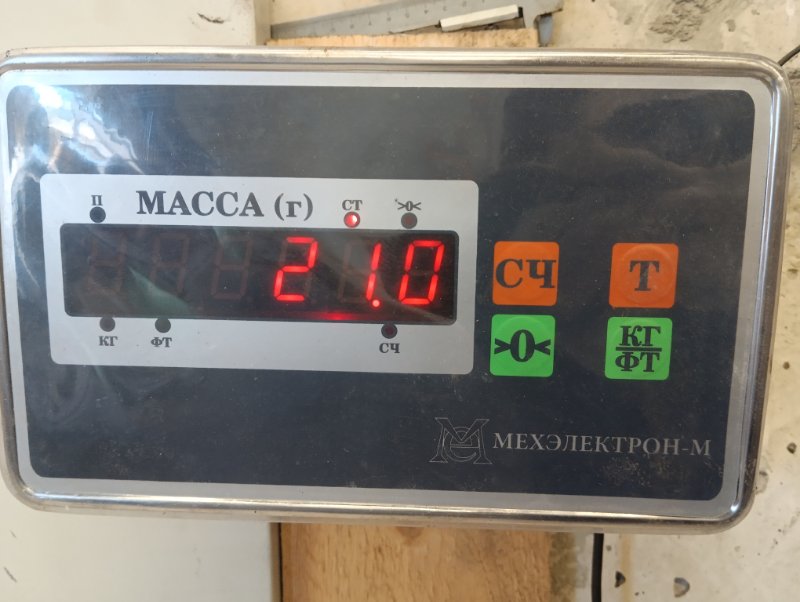 П
МАССА (г)
СТ
>0<
21.0
КГ
ФТ
СЧ
СЧ
Т
>0<
КГ
ФТ
МЕХЭЛЕКТРОН-М